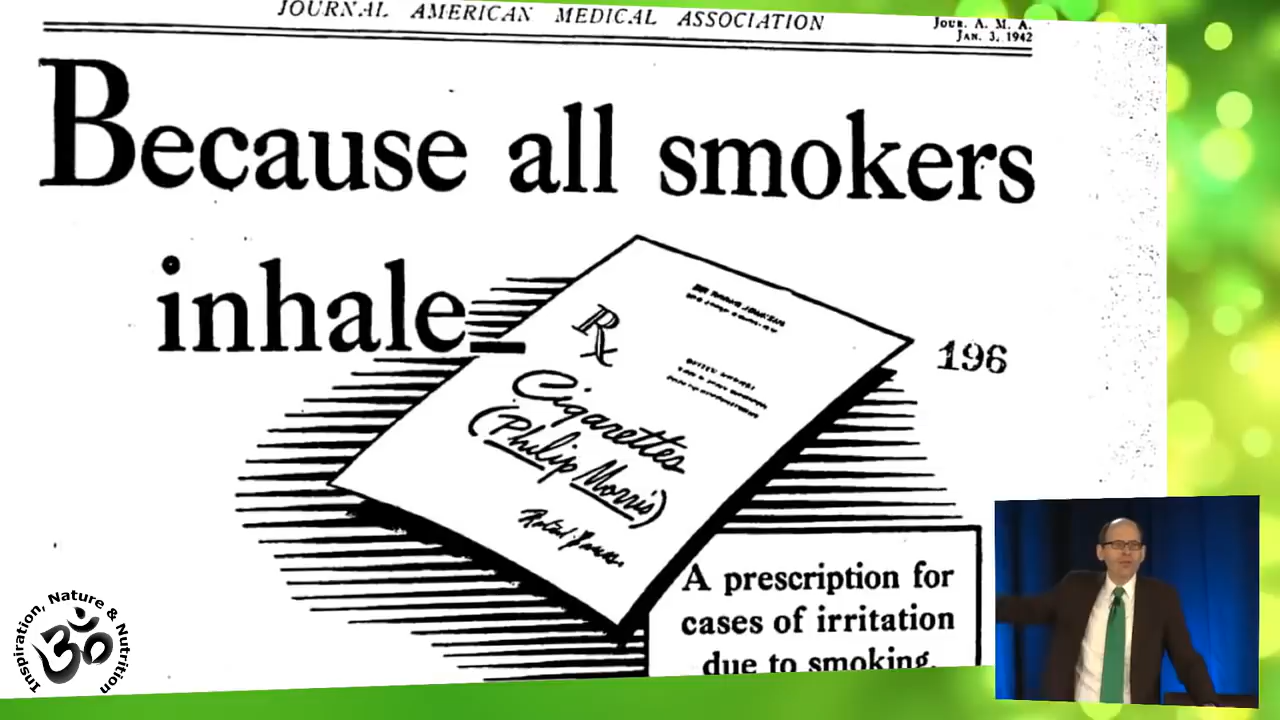 JOURNAL AMERICAN MEDICAL ASSOCIATION
JOUR. A. M. A.
JAN. 3, 1942
Because all smokers
inhale–
196
Rx
Cigarettes
(Philip Morris)
A prescription for
cases of irritation
due to smoking.
Inspiration, Nature & Nutrition
ॐ